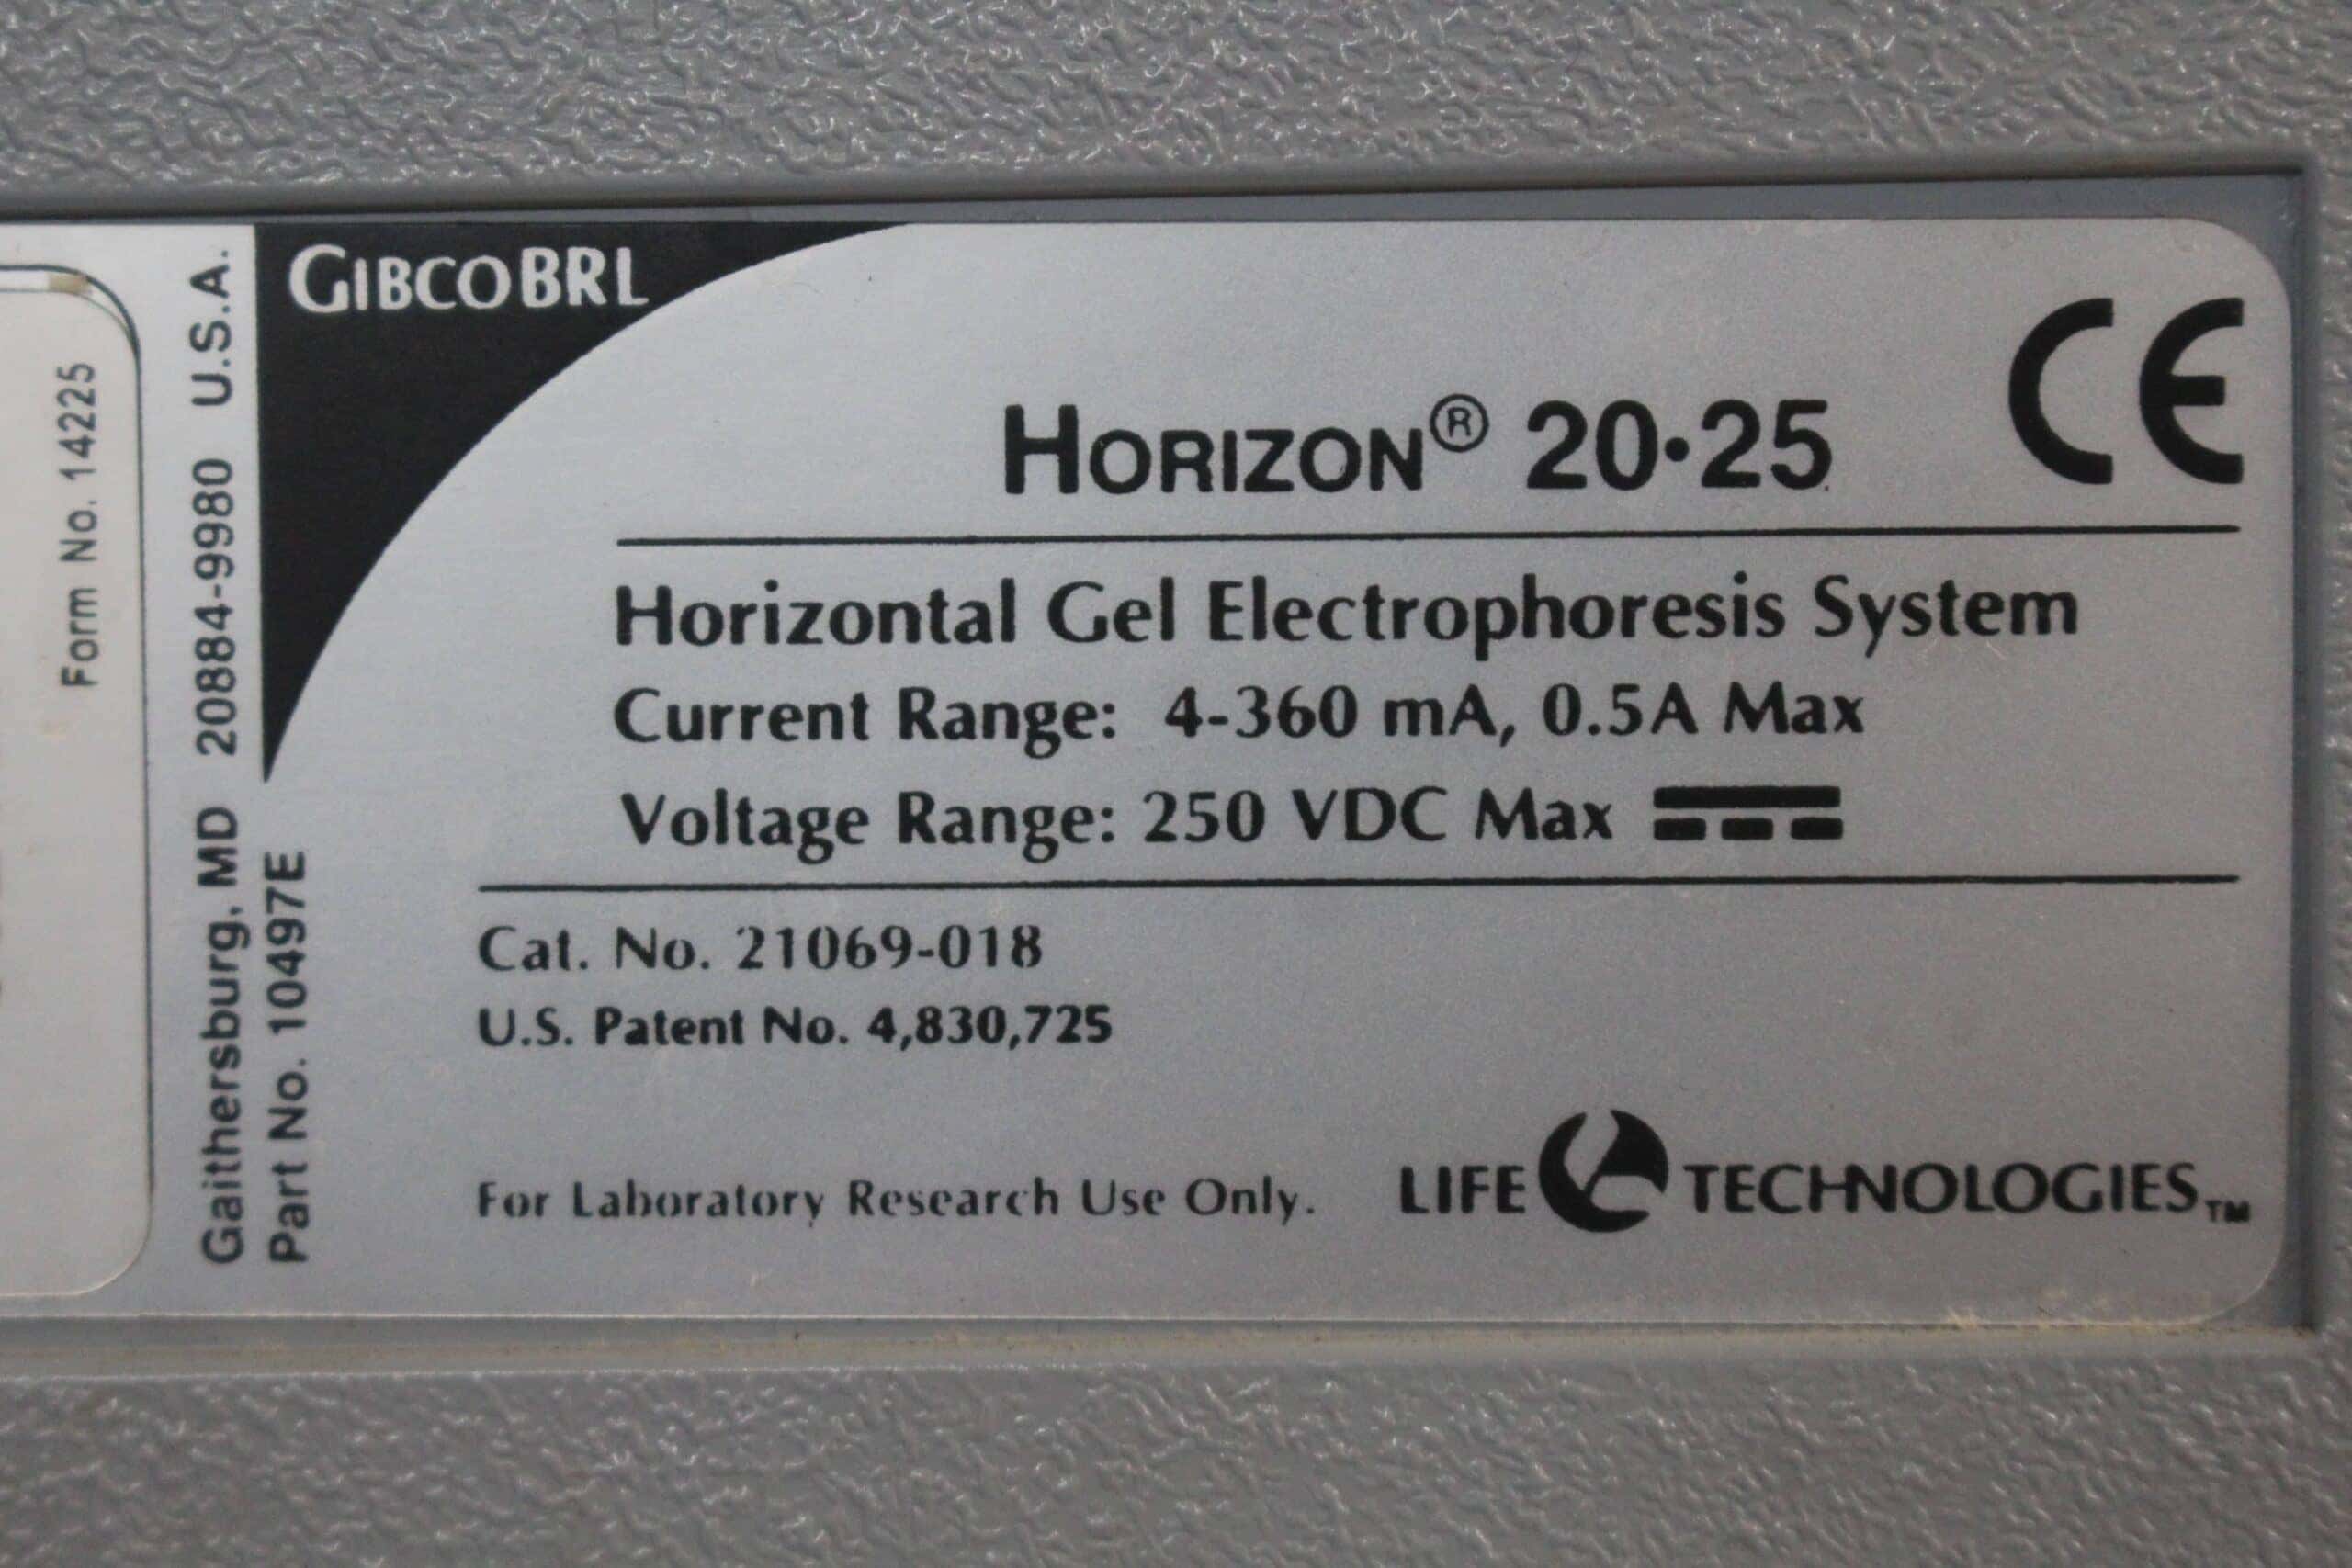 Form No. 14225
Gaithersburg, MD 20884-9980 U.S.A.
Part No. 10497E
GIBCOBRL
HORIZON® 20•25
CE
Horizontal Gel Electrophoresis System
Current Range: 4-360 mA, 0.5A Max
Voltage Range: 250 VDC Max
Cat. No. 21069-018
U.S. Patent No. 4,830,725
For Laboratory Research Use Only.
LIFE TECHNOLOGIES™